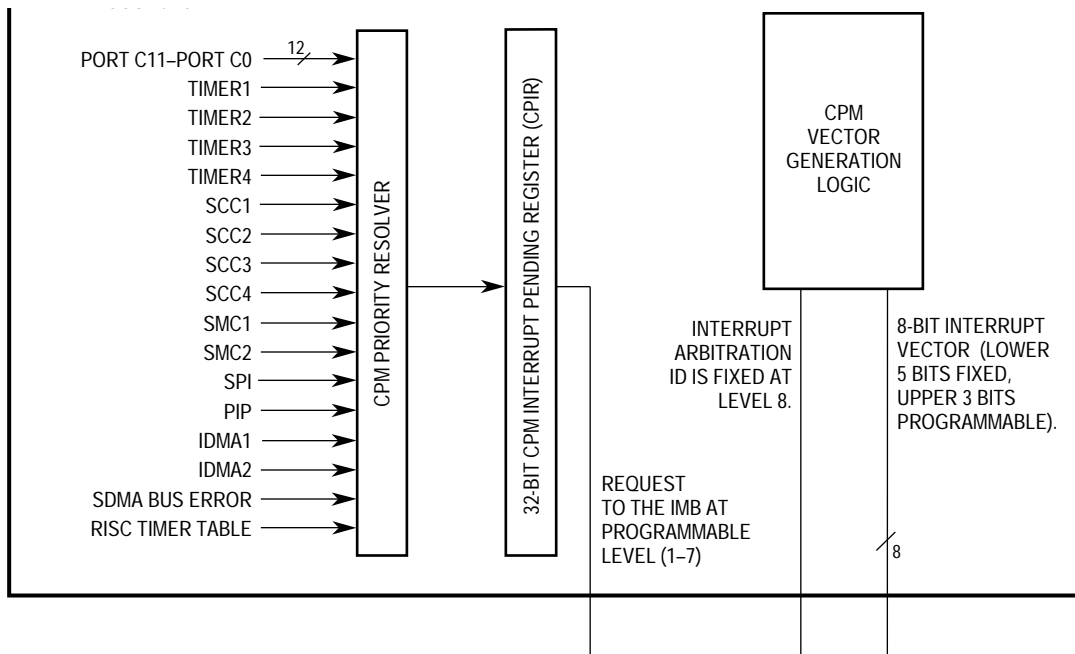 PORT C11–PORT C0
12
TIMER1
TIMER2
TIMER3
TIMER4
SCC1
SCC2
SCC3
SCC4
SMC1
SMC2
SPI
PIP
IDMA1
IDMA2
SDMA BUS ERROR
RISC TIMER TABLE
CPM PRIORITY RESOLVER
32-BIT CPM INTERRUPT PENDING REGISTER (CPIR)
REQUEST
TO THE IMB AT
PROGRAMMABLE
LEVEL (1–7)
CPM
VECTOR
GENERATION
LOGIC
INTERRUPT
ARBITRATION
ID IS FIXED AT
LEVEL 8.
8-BIT INTERRUPT
VECTOR (LOWER
5 BITS FIXED,
UPPER 3 BITS
PROGRAMMABLE).
8